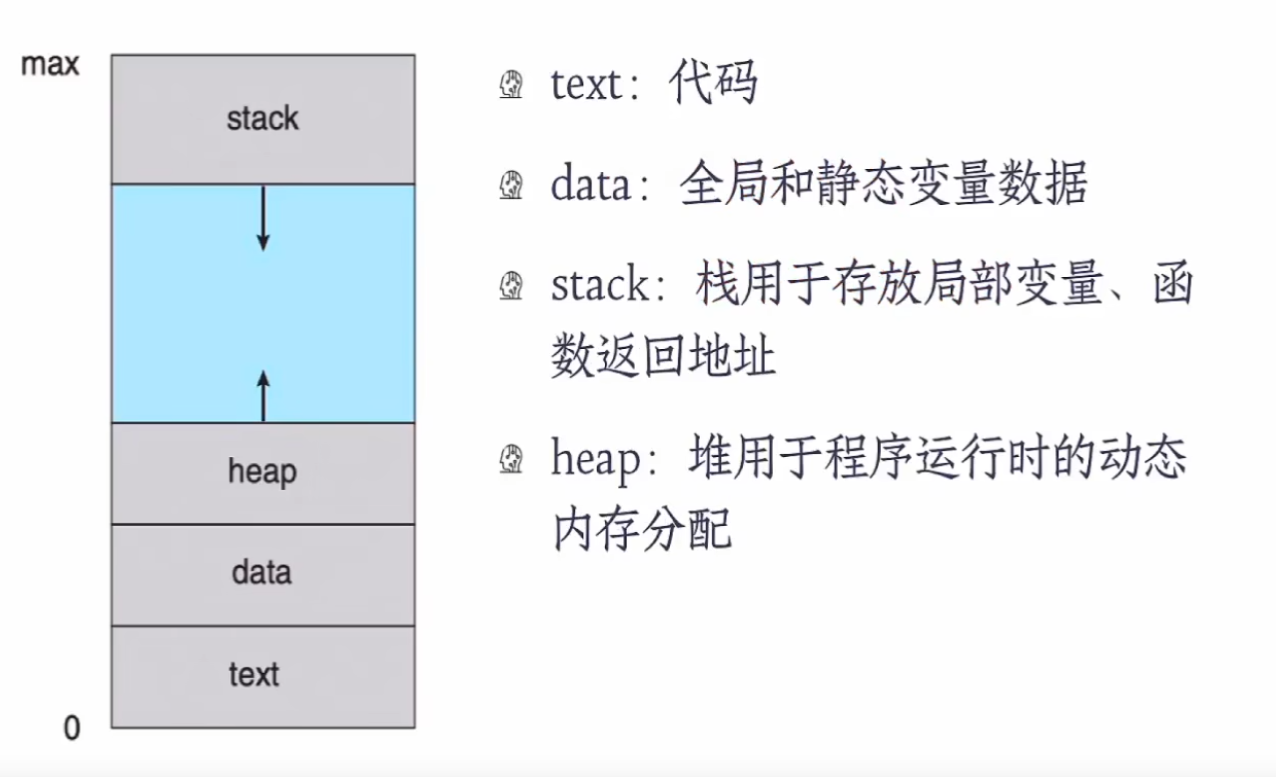 max
stack
heap
data
text
0
text：代码
data：全局和静态变量数据
stack：栈用于存放局部变量、函
数返回地址
heap：堆用于程序运行时的动态
内存分配